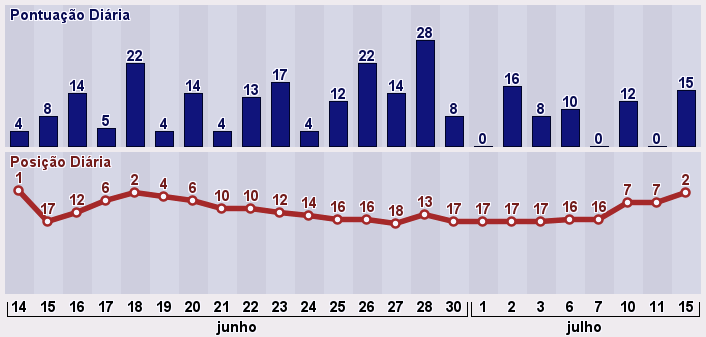 Pontuação Diária
4 8 14 5 22 4 14 4 13 17 4 12 22 14 28 8 0 16 8 10 0 12 0 15
Posição Diária
1 17 12 6 2 4 6 10 10 12 14 16 16 18 13 17 17 17 17 16 16 7 7 2
14 15 16 17 18 19 20 21 22 23 24 25 26 27 28 30 1 2 3 6 7 10 11 15
junho julho